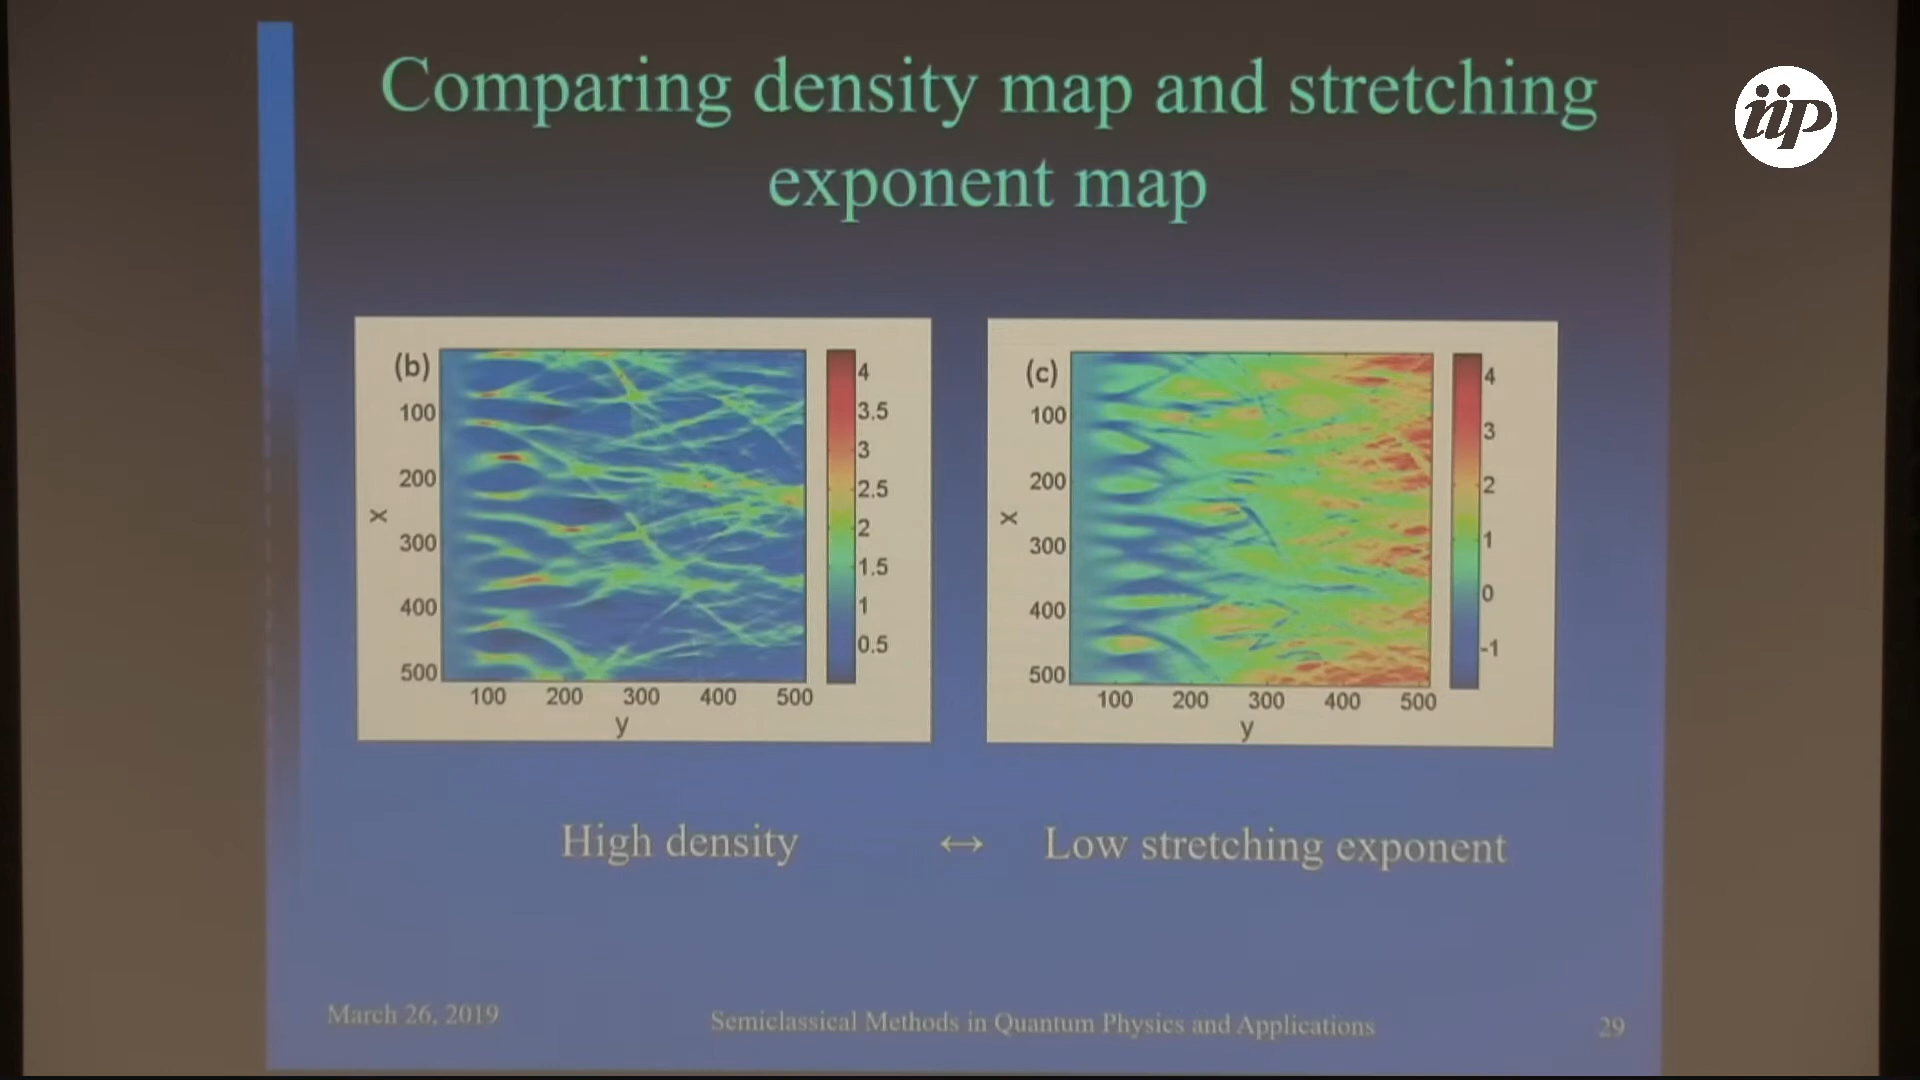 Comparing density map and stretching
exponent map
iip
(b)
100
200
300
400
500
x
100 200 300 400 500
y
4
3.5
3
2.5
2
1.5
1
0.5
(c)
100
200
300
400
500
x
100 200 300 400 500
y
4
3
2
1
0
-1
High density ↔ Low stretching exponent
March 26, 2019 Semiclassical Methods in Quantum Physics and Applications 29